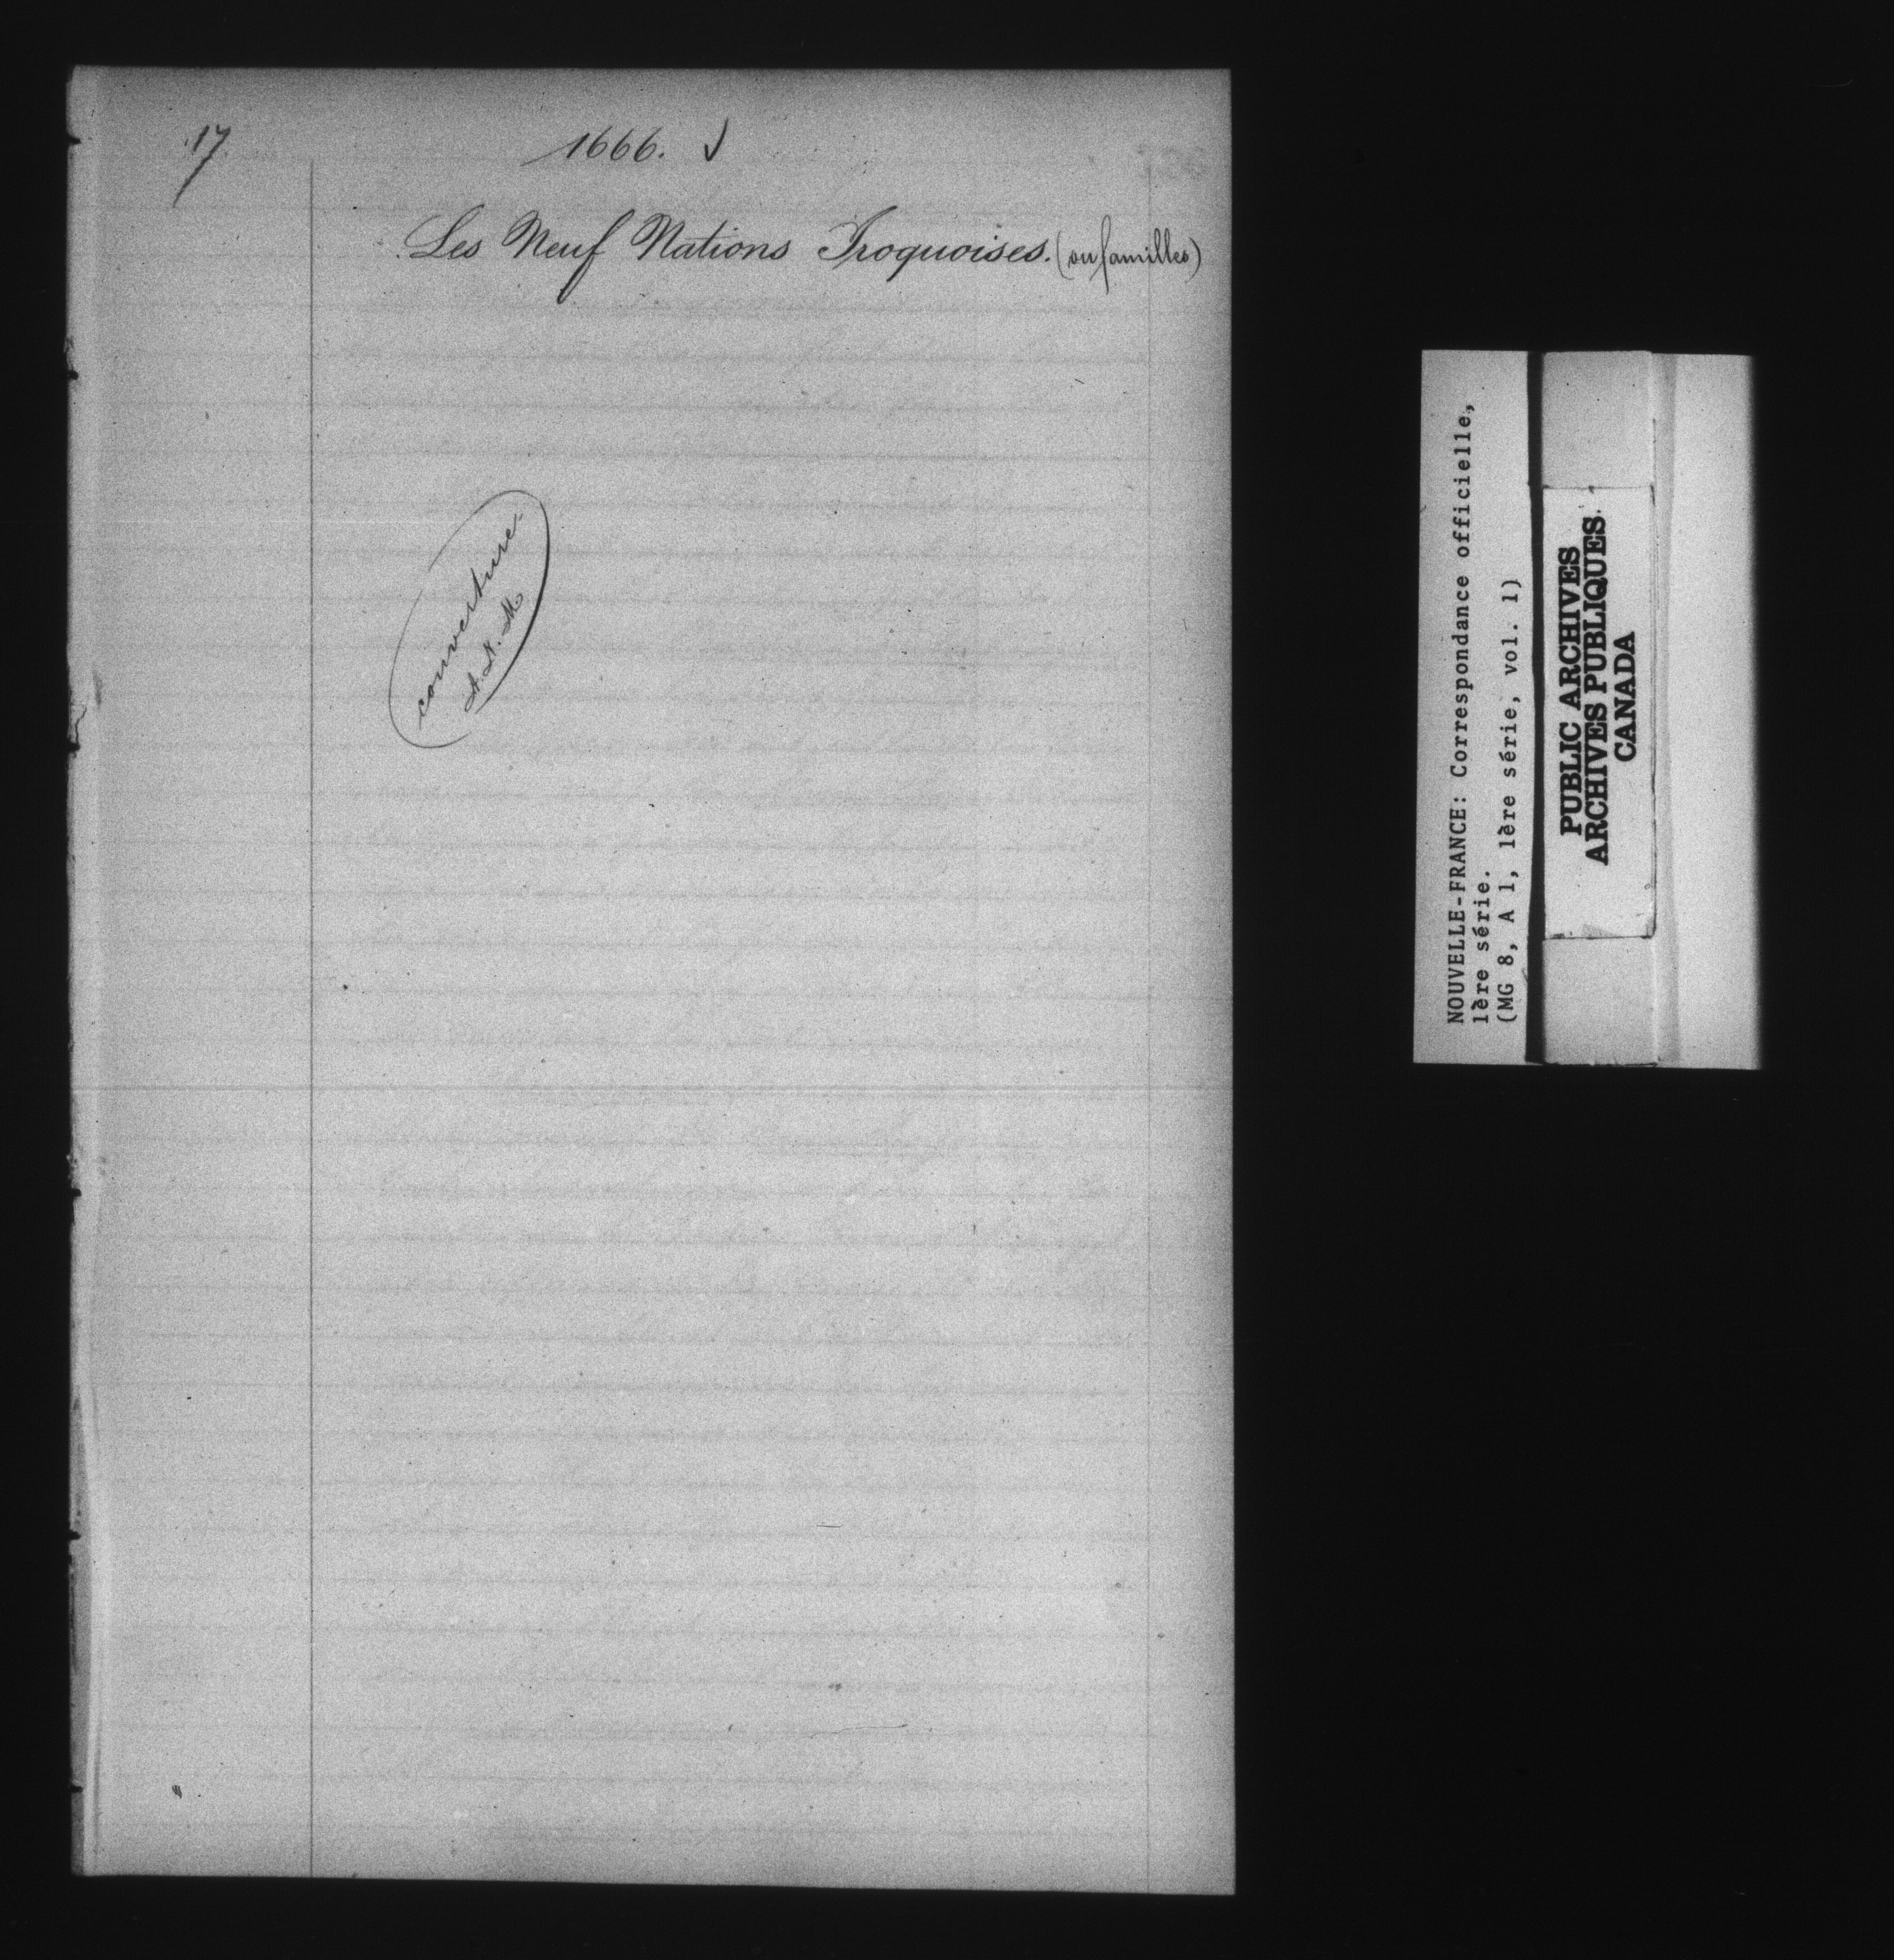 17
1666.
Les Neuf Nations Iroquoises. (ou familles)
couverture
NOUVELLE-FRANCE: Correspondance officielle,
1ère série.
(MG 8, A 1, 1ère série, vol. 1)
PUBLIC ARCHIVES
ARCHIVES PUBLIQUES
CANADA